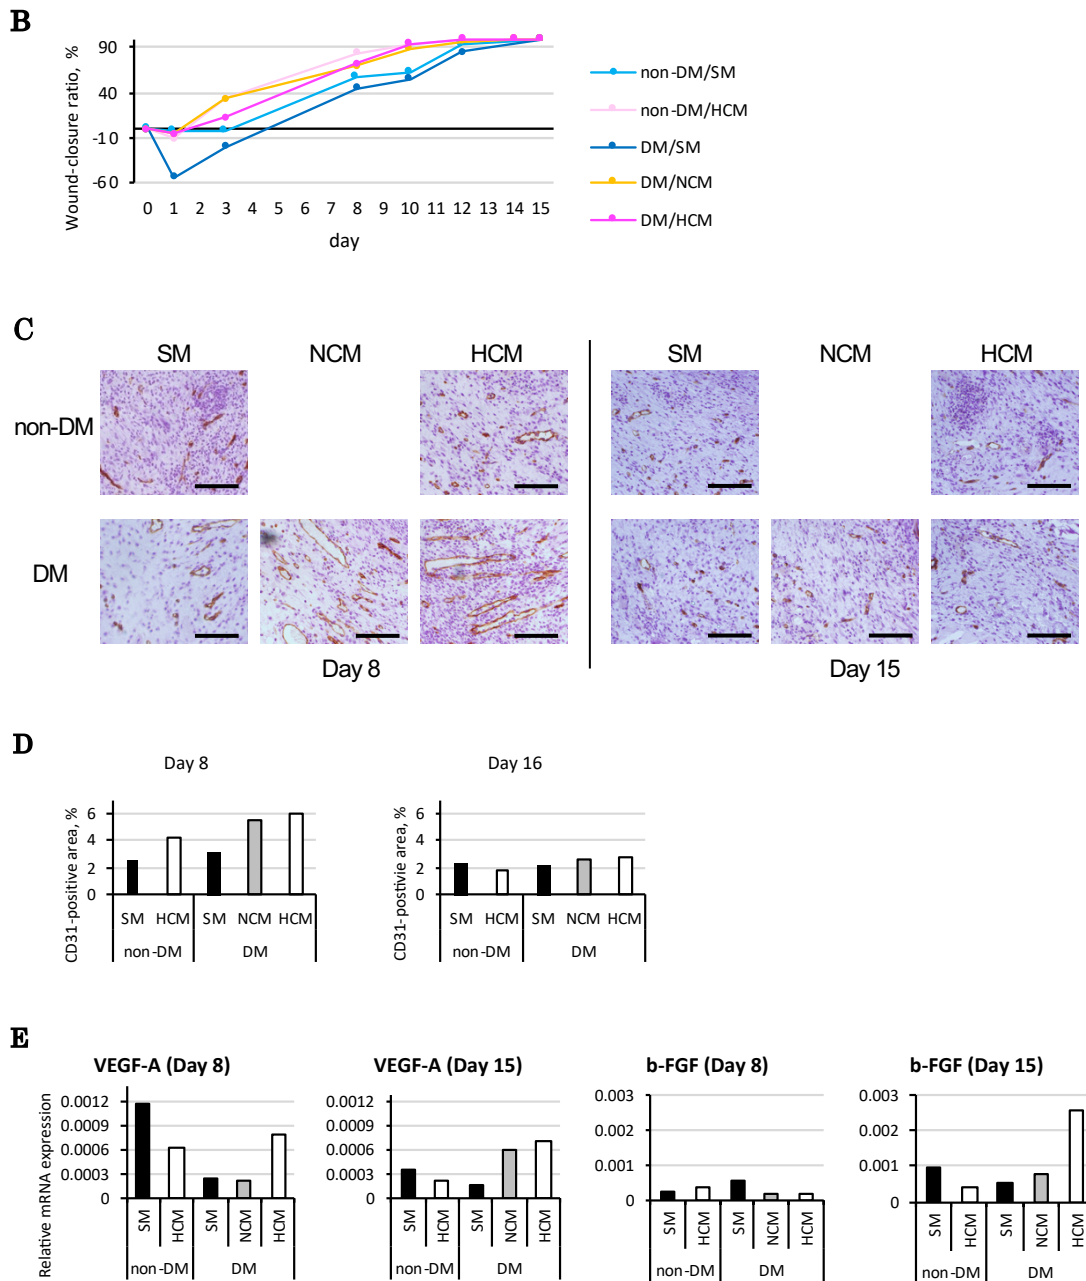 B
Wound-closure ratio, %
90
40
-10
-60
0 1 2 3 4 5 6 7 8 9 10 11 12 13 14 15
day
non-DM/SM
non-DM/HCM
DM/SM
DM/NCM
DM/HCM
C
SM NCM HCM SM NCM HCM
non-DM
DM
Day 8 Day 15
D
Day 8
CD31-positive area, %
6
4
2
0
SM HCM SM NCM HCM
non-DM DM
Day 16
CD31-postivie area, %
6
4
2
0
SM HCM SM NCM HCM
non-DM DM
E
VEGF-A (Day 8)
Relative mRNA expression
0.0012
0.0009
0.0006
0.0003
0
SM HCM SM NCM HCM
non-DM DM
VEGF-A (Day 15)
0.0012
0.0009
0.0006
0.0003
0
SM HCM SM NCM HCM
non-DM DM
b-FGF (Day 8)
0.003
0.002
0.001
0
SM HCM SM NCM HCM
non-DM DM
b-FGF (Day 15)
0.003
0.002
0.001
0
SM HCM SM NCM HCM
non-DM DM